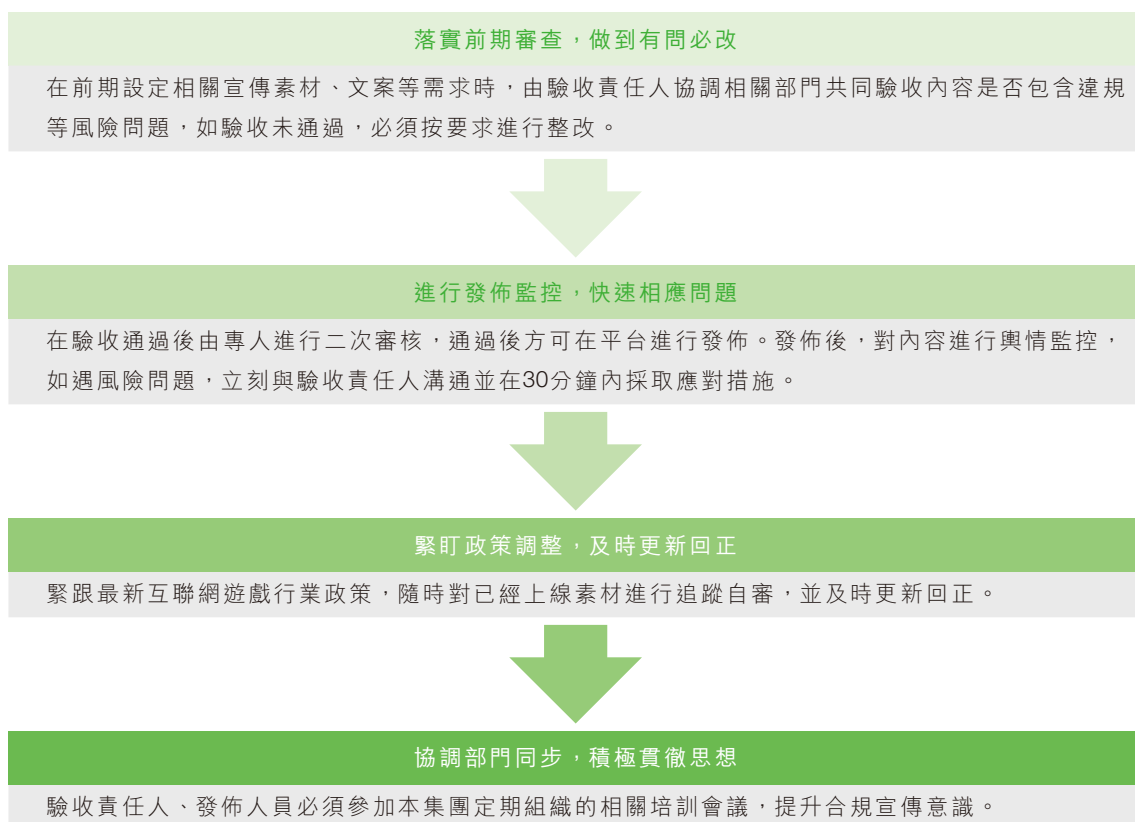 落實前期審查，做到有問必改
在前期設定相關宣傳素材、文案等需求時，由驗收責任人協調相關部門共同驗收內容是否包含違規
等風險問題，如驗收未通過，必須按要求進行整改。
進行發佈監控，快速相應問題
在驗收通過後由專人進行二次審核，通過後方可在平台進行發佈。發佈後，對內容進行輿情監控，
如遇風險問題，立刻與驗收責任人溝通並在30分鐘內採取應對措施。
緊盯政策調整，及時更新回正
緊跟最新互聯網遊戲行業政策，隨時對已經上線素材進行追蹤自審，並及時更新回正。
協調部門同步，積極貫徹思想
驗收責任人、發佈人員必須參加本集團定期組織的相關培訓會議，提升合規宣傳意識。